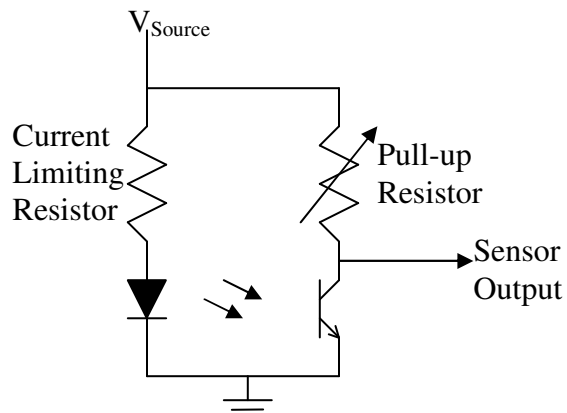 VSource
Current
Limiting
Resistor
Pull-up
Resistor
Sensor
Output